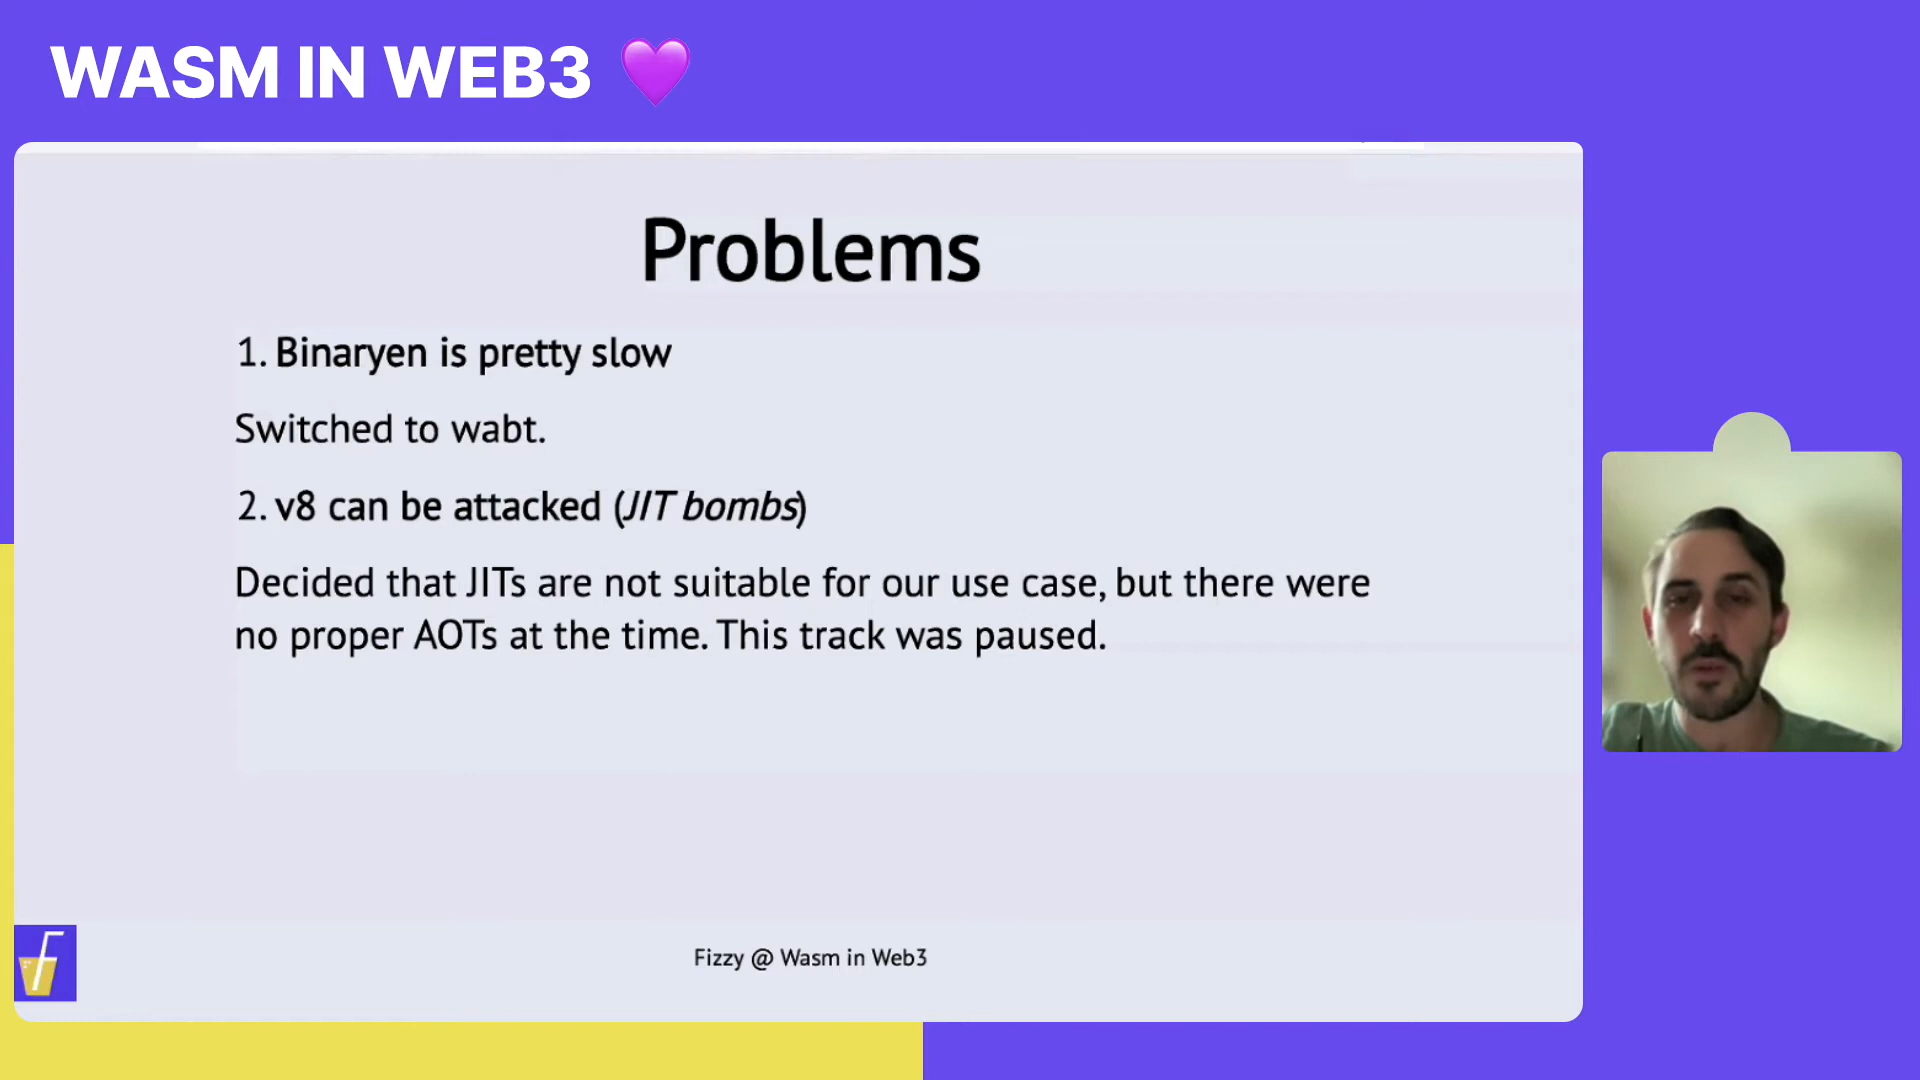 WASM IN WEB3
Problems
1. Binaryen is pretty slow
Switched to wabt.
2. v8 can be attacked (JIT bombs)
Decided that JITs are not suitable for our use case, but there were
no proper AOTs at the time. This track was paused.
Fizzy @ Wasm in Web3